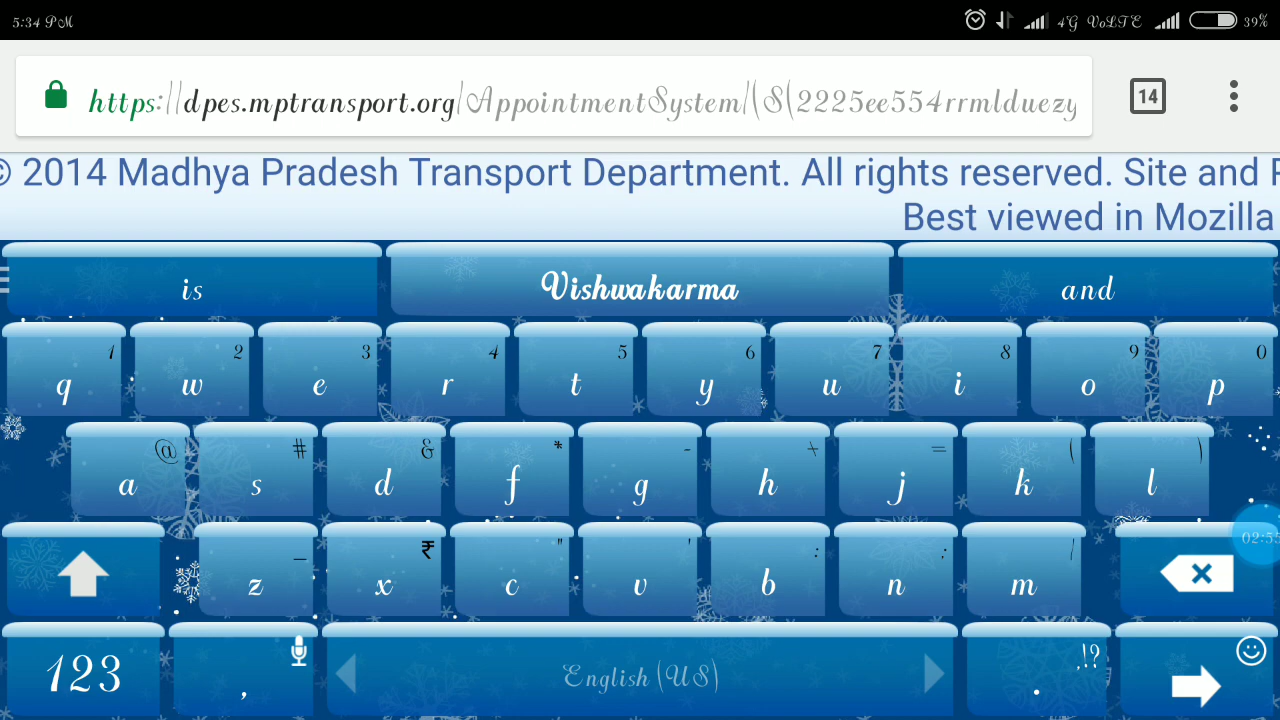 5:34 PM 4G VoLTE 39%
https://dpes.mptransport.org/AppointmentSystem/(S(2225ee554rrmlduezy 14
© 2014 Madhya Pradesh Transport Department. All rights reserved. Site and
Best viewed in Mozilla
is Vishwakarma and
1 2 3 4 5 6 7 8 9 0
q w e r t y u i o p
@ # & * - + = ( )
a s d f g h j k l
_ ₹ " ' : ; /
z x c v b n m
02:55
123 , English (US) ,!? .